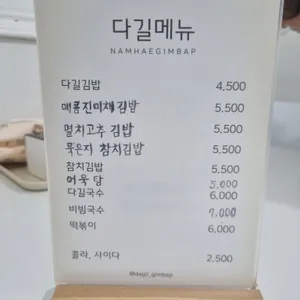 다길메뉴
NAMHAEGIMBAP
다길김밥 4,500
매콤진미채김밥 5,500
멸치고추 김밥 5,500
묵은지 참치김밥 5,500
참치김밥 5,500
어묵탕 5,000
다길국수 6,000
비빔국수 7,000
떡볶이 6,000
콜라, 사이다 2,500
@dagil_gimbap